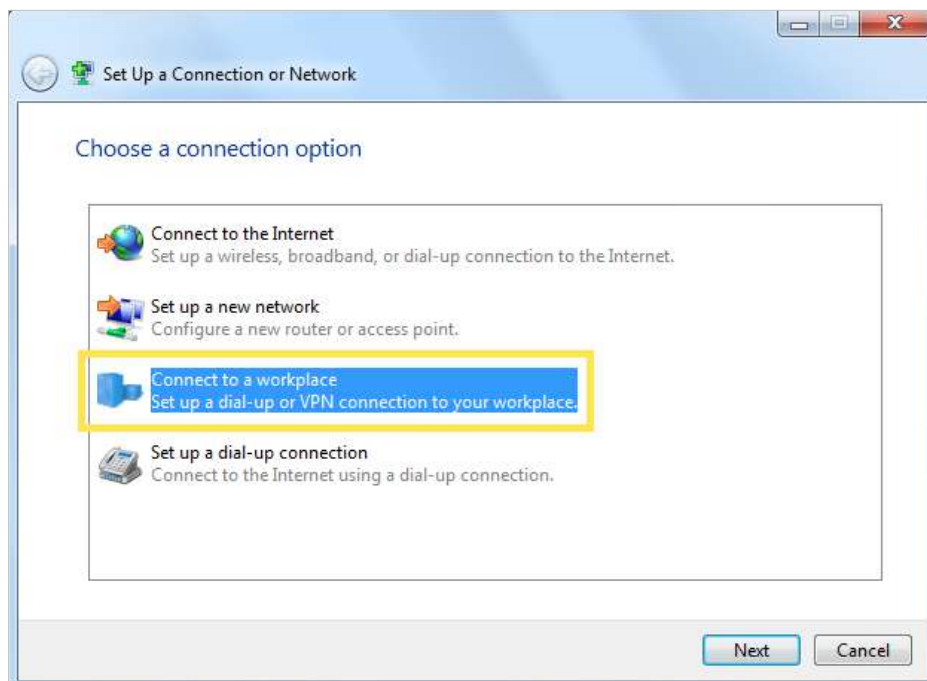 Set Up a Connection or Network
Choose a connection option
Connect to the Internet
Set up a wireless, broadband, or dial-up connection to the Internet.
Set up a new network
Configure a new router or access point.
Connect to a workplace
Set up a dial-up or VPN connection to your workplace.
Set up a dial-up connection
Connect to the Internet using a dial-up connection.
Next
Cancel